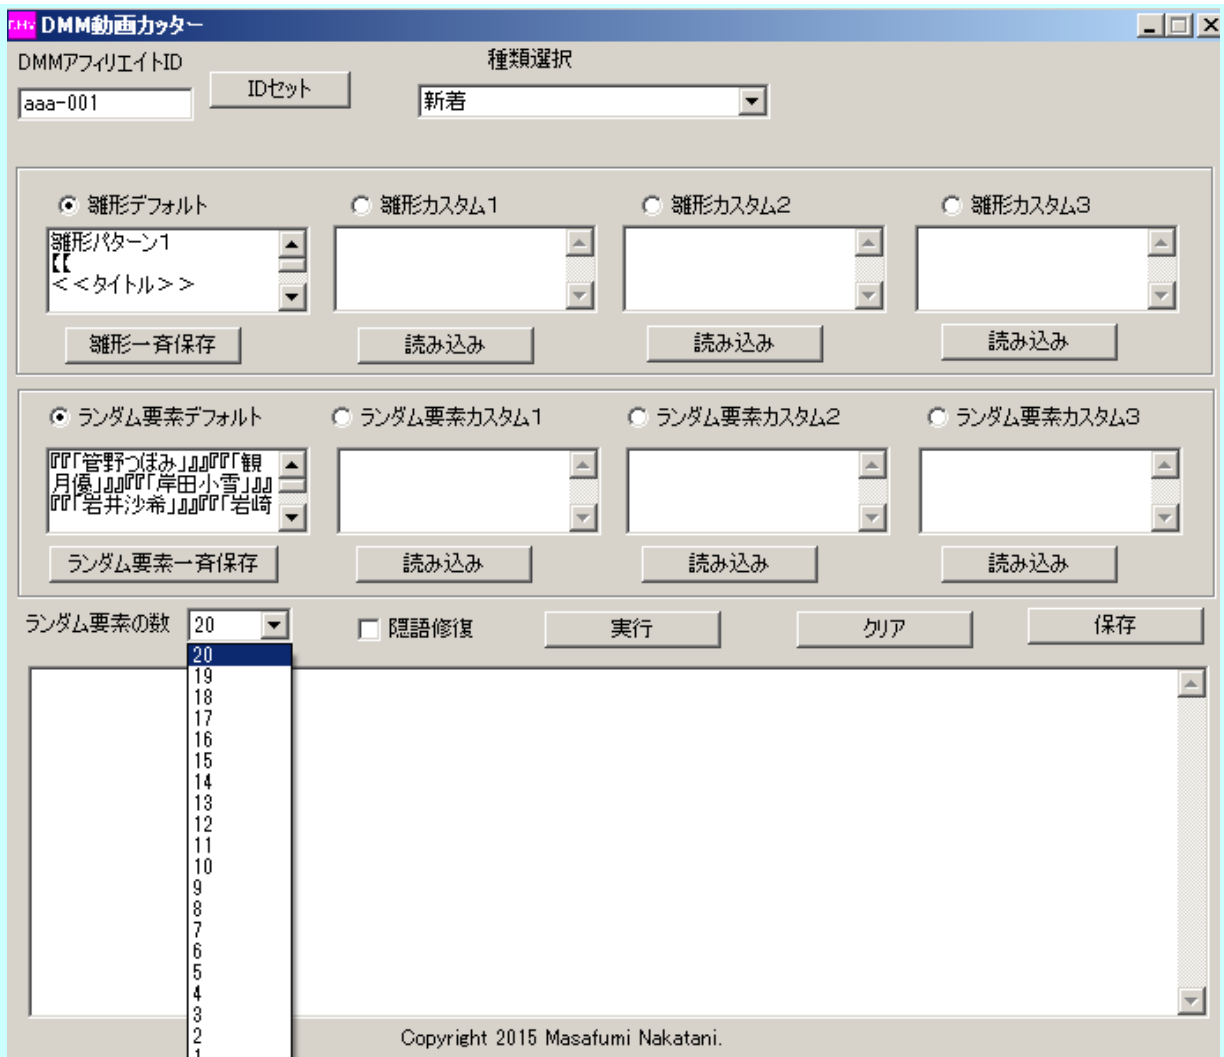 DMM動画カッター
DMMアフィリエイトID
種類選択
aaa-001
IDセット
新着
雛形デフォルト
雛形カスタム1
雛形カスタム2
雛形カスタム3
雛形パターン1
【【
＜＜タイトル＞＞
雛形一斉保存
読み込み
読み込み
読み込み
ランダム要素デフォルト
ランダム要素カスタム1
ランダム要素カスタム2
ランダム要素カスタム3
『『「管野つぼみ」』』『『「観
月優」』』『『「岸田小雪」』』
『『「岩井沙希」』』『『「岩崎
ランダム要素一斉保存
読み込み
読み込み
読み込み
ランダム要素の数
20
隠語修復
実行
クリア
保存
20
19
18
17
16
15
14
13
12
11
10
9
8
7
6
5
4
3
2
1
Copyright 2015 Masafumi Nakatani.